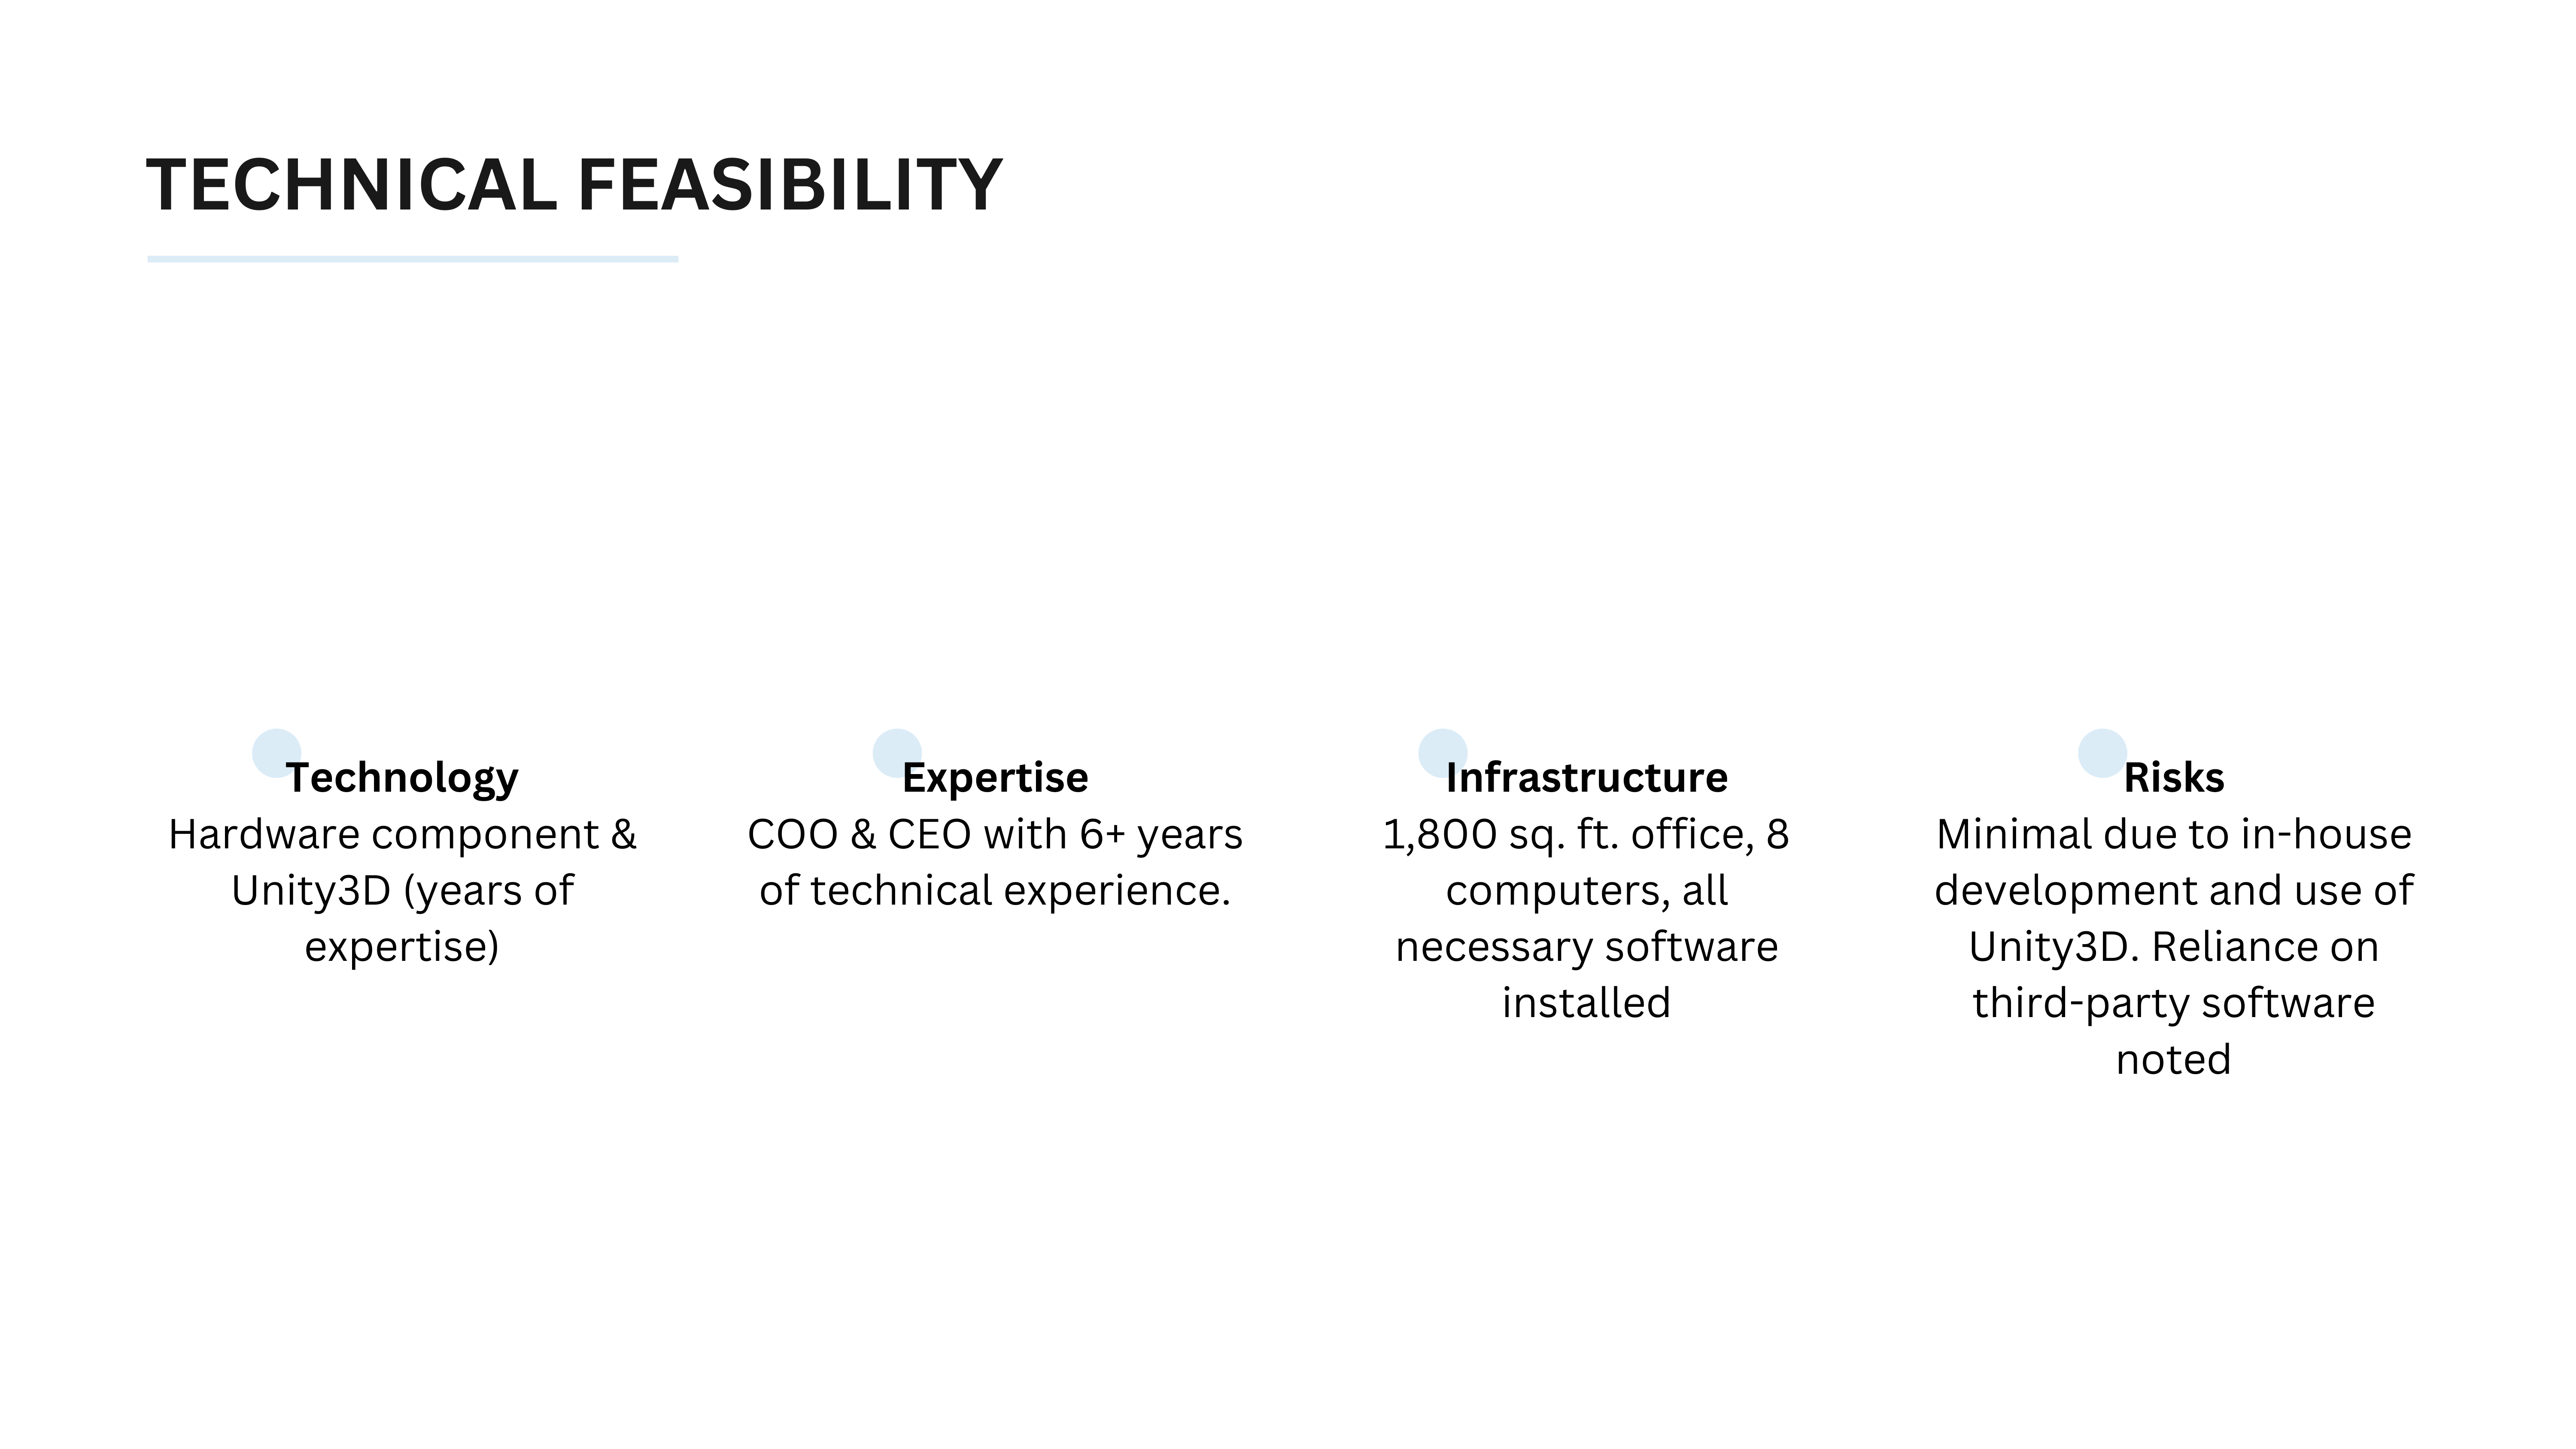 TECHNICAL FEASIBILITY
Technology
Hardware component &
Unity3D (years of
expertise)
Expertise
COO & CEO with 6+ years
of technical experience.
Infrastructure
1,800 sq. ft. office, 8
computers, all
necessary software
installed
Risks
Minimal due to in-house
development and use of
Unity3D. Reliance on
third-party software
noted